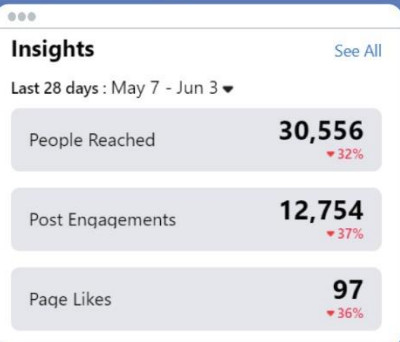 Insights
See All
Last 28 days : May 7 - Jun 3
People Reached
30,556
32%
Post Engagements
12,754
37%
Page Likes
97
36%